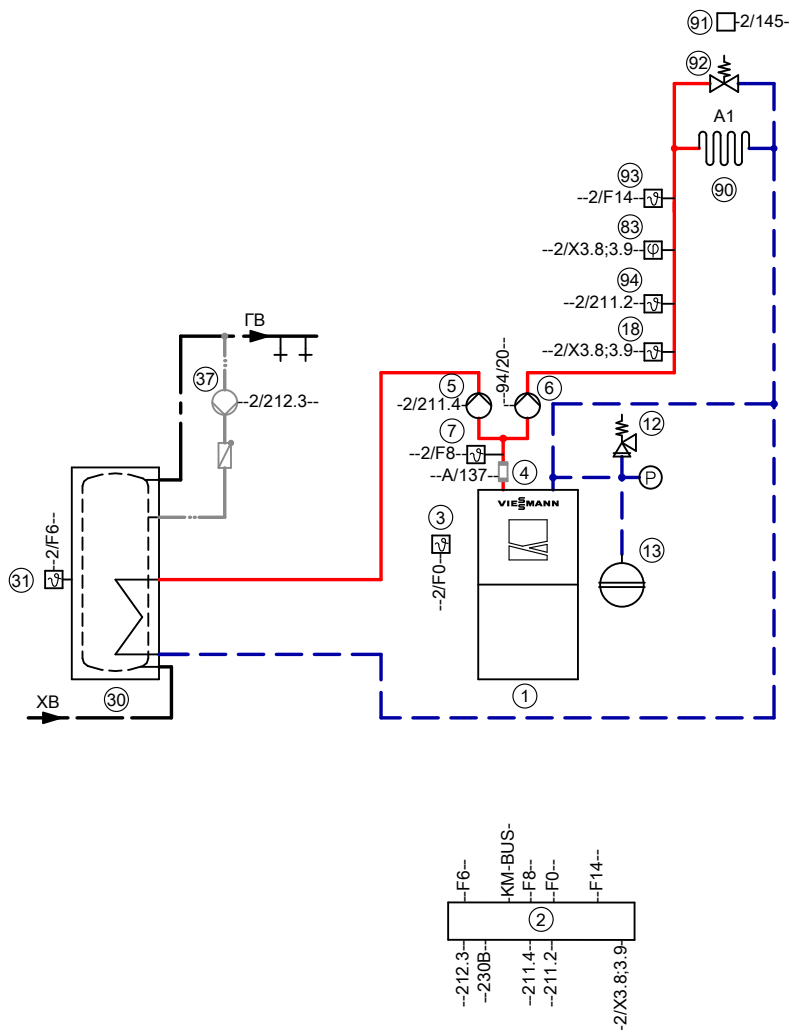 91 -2/145-
92
A1
90
93
--2/F14--
83
--2/X3.8;3.9--
φ
94
--2/211.2--
18
--2/X3.8;3.9--
ГВ
37
--2/212.3--
5
-2/211.4-
---94/20---
6
7
--2/F8--
--A/137--
4
12
P
VIESMANN
3
--2/F0--
13
31
--2/F6--
1
30
ХВ
--F6--
-KM-BUS-
--F8--
--F0--
--F14--
2
--212.3--
--230B--
--211.4--
--211.2--
-2/X3.8;3.9